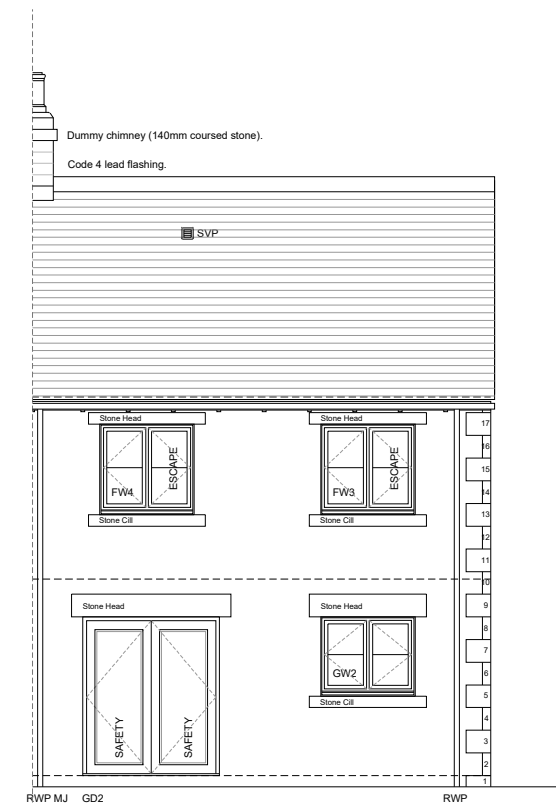 Dummy chimney (140mm coursed stone).
Code 4 lead flashing.
SVP
Stone Head
Stone Head
17
16
ESCAPE
ESCAPE
15
FW4
FW3
14
Stone Cill
Stone Cill
13
12
11
10
Stone Head
Stone Head
9
8
7
GW2
6
5
Stone Cill
4
SAFETY
SAFETY
3
2
1
RWP MJ
GD2
RWP